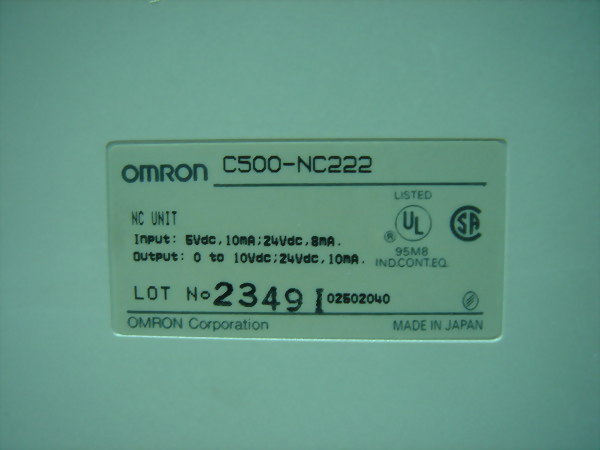 OMRON C500-NC222
LISTED
UL
®
SA
NC UNIT
Input: 5Vdc,10mA;24Vdc,8mA.
Output: 0 to 10Vdc;24Vdc,10mA.
95M8
IND.CONT.EQ.
LOT No 2349 I 02502040
OMRON Corporation
MADE IN JAPAN